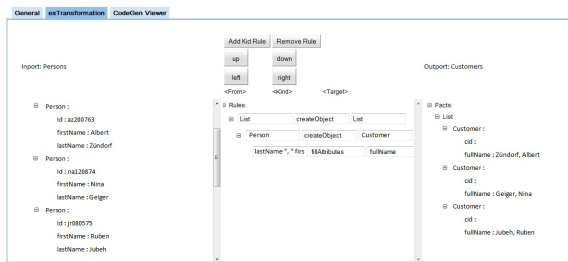 General exTransformation CodeGen Viewer
Add Kid Rule Remove Rule
up down
left right
<From> <Kind> <Target>
Inport: Persons
Outport: Customers
Person :
Id : az200763
firstName : Albert
lastName : Zündorf
Person :
Id : na120874
firstName : Nina
lastName : Geiger
Person :
Id : jr080575
firstName : Ruben
lastName : Jubeh
Rules:
List createObject List
Person createObject Customer
lastName ", " firs fillAttributes fullName
Facts:
List
Customer :
cid :
fullName : Zündorf, Albert
Customer :
cid :
fullName : Geiger, Nina
Customer :
cid :
fullName : Jubeh, Ruben